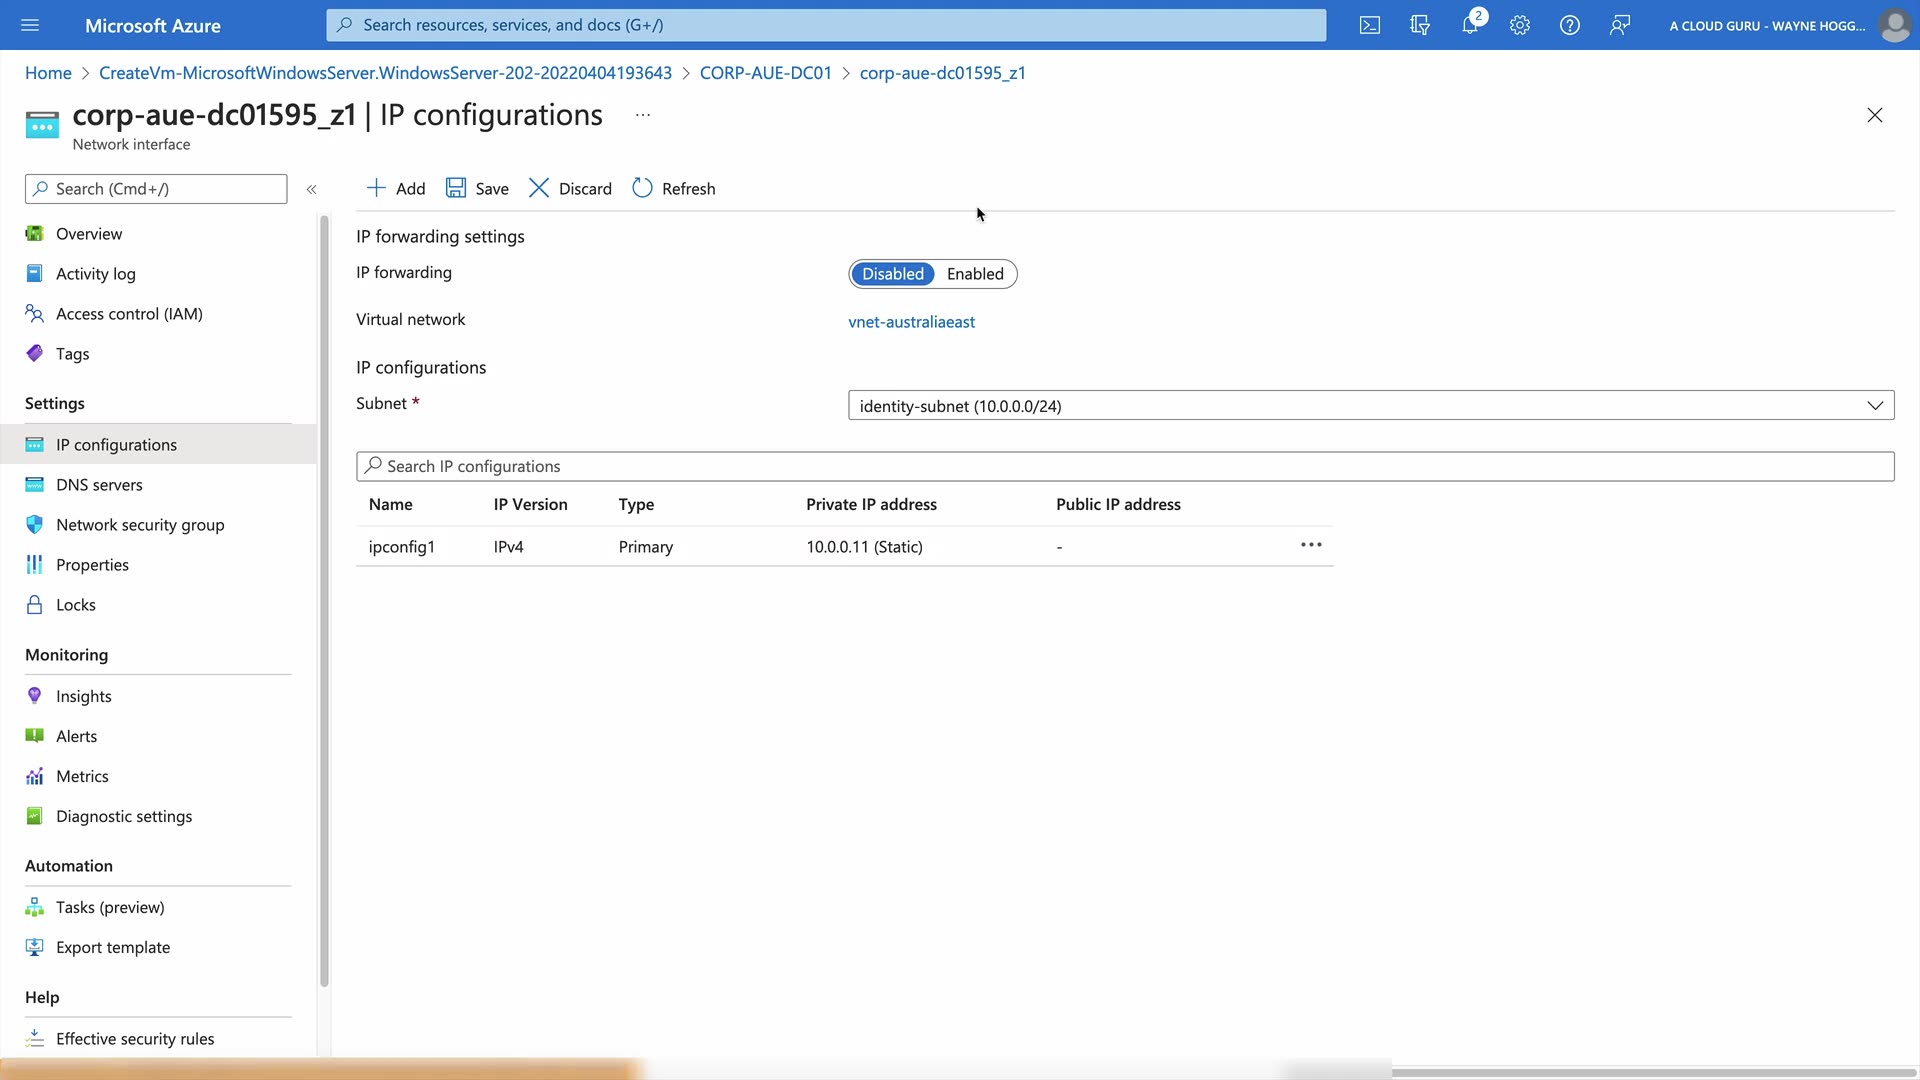 Microsoft Azure
Search resources, services, and docs (G+/)
2
A CLOUD GURU - WAYNE HOGG...
Home > CreateVm-MicrosoftWindowsServer.WindowsServer-202-20220404193643 > CORP-AUE-DC01 > corp-aue-dc01595_z1
corp-aue-dc01595_z1 | IP configurations ...
Network interface
Search (Cmd+/)
«
Add
Save
Discard
Refresh
Overview
Activity log
Access control (IAM)
Tags
Settings
IP configurations
DNS servers
Network security group
Properties
Locks
Monitoring
Insights
Alerts
Metrics
Diagnostic settings
Automation
Tasks (preview)
Export template
Help
Effective security rules
IP forwarding settings
IP forwarding
Disabled Enabled
Virtual network
vnet-australiaeast
IP configurations
Subnet *
identity-subnet (10.0.0.0/24)
Search IP configurations
Name IP Version Type Private IP address Public IP address
ipconfig1 IPv4 Primary 10.0.0.11 (Static) - ...